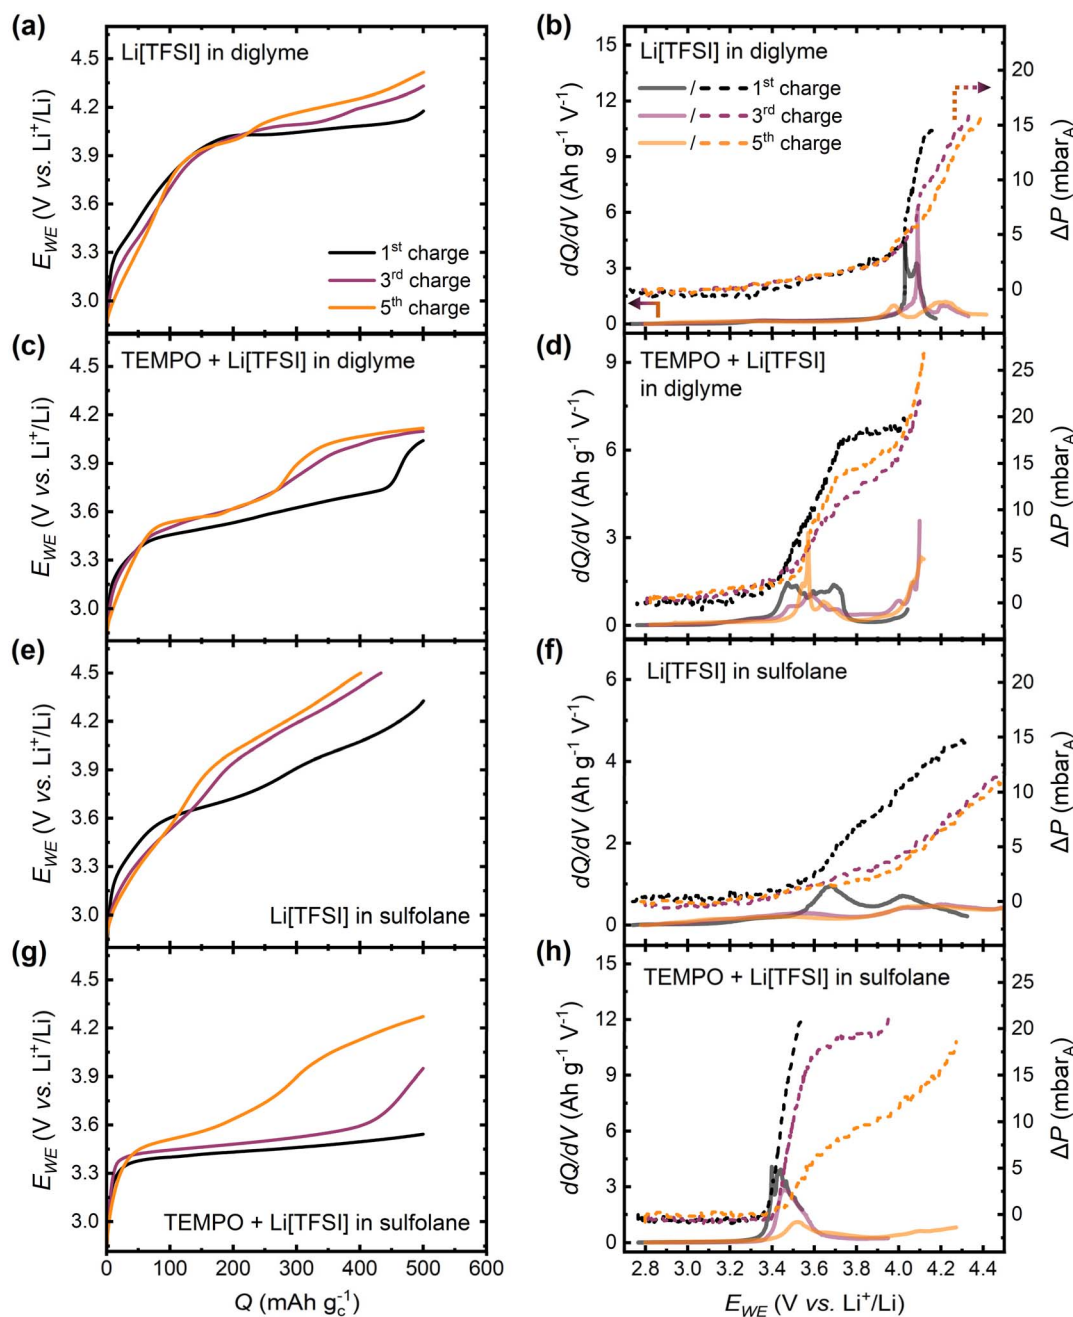 (a)
Li[TFSI] in diglyme
4.5
4.2
3.9
3.6
3.3
3.0
E_WE (V vs. Li⁺/Li)
1ˢᵗ charge
3ʳᵈ charge
5ᵗʰ charge
(b)
Li[TFSI] in diglyme
/ 1ˢᵗ charge
/ 3ʳᵈ charge
/ 5ᵗʰ charge
15
12
9
6
3
0
dQ/dV (Ah g⁻¹ V⁻¹)
20
15
10
5
0
ΔP (mbar_A)
(c)
TEMPO + Li[TFSI] in diglyme
4.5
4.2
3.9
3.6
3.3
3.0
E_WE (V vs. Li⁺/Li)
(d)
TEMPO + Li[TFSI]
in diglyme
9
6
3
0
dQ/dV (Ah g⁻¹ V⁻¹)
25
20
15
10
5
0
ΔP (mbar_A)
(e)
4.5
4.2
3.9
3.6
3.3
3.0
E_WE (V vs. Li⁺/Li)
Li[TFSI] in sulfolane
(f)
Li[TFSI] in sulfolane
6
4
2
0
dQ/dV (Ah g⁻¹ V⁻¹)
20
15
10
5
0
ΔP (mbar_A)
(g)
4.5
4.2
3.9
3.6
3.3
3.0
E_WE (V vs. Li⁺/Li)
TEMPO + Li[TFSI] in sulfolane
0 100 200 300 400 500 600
Q (mAh g_c⁻¹)
(h)
TEMPO + Li[TFSI] in sulfolane
15
12
9
6
3
0
dQ/dV (Ah g⁻¹ V⁻¹)
25
20
15
10
5
0
ΔP (mbar_A)
2.8 3.0 3.2 3.4 3.6 3.8 4.0 4.2 4.4
E_WE (V vs. Li⁺/Li)